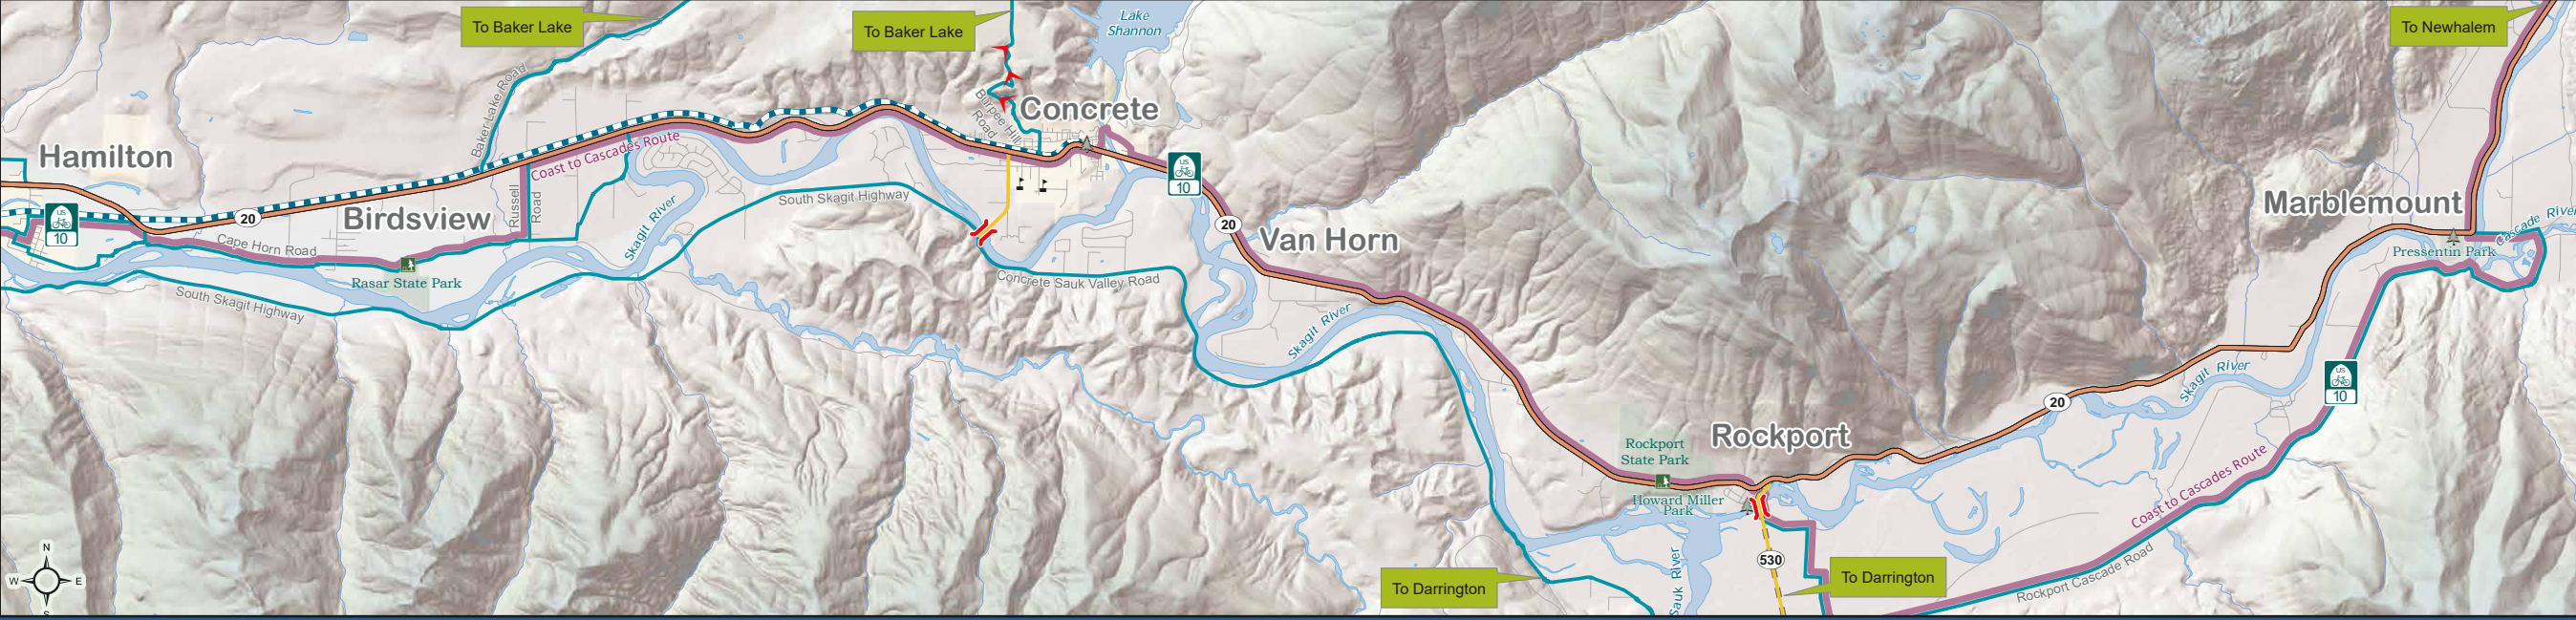 To Baker Lake
To Baker Lake
Lake
Shannon
To Newhalem
Baker Lake Road
Burpee Hill
Road
Concrete
Hamilton
Coast to Cascades Route
US
10
Russell
Road
South Skagit Highway
Marblemount
Cascade River
US
10
20
Birdsview
Skagit River
20
Van Horn
Cape Horn Road
Pressentin Park
Rasar State Park
Concrete Sauk Valley Road
South Skagit Highway
Skagit River
Skagit River
US
10
20
Rockport
Rockport
State Park
Howard Miller
Park
Coast to Cascades Route
N
W
E
S
Sauk River
530
To Darrington
To Darrington
Rockport Cascade Road